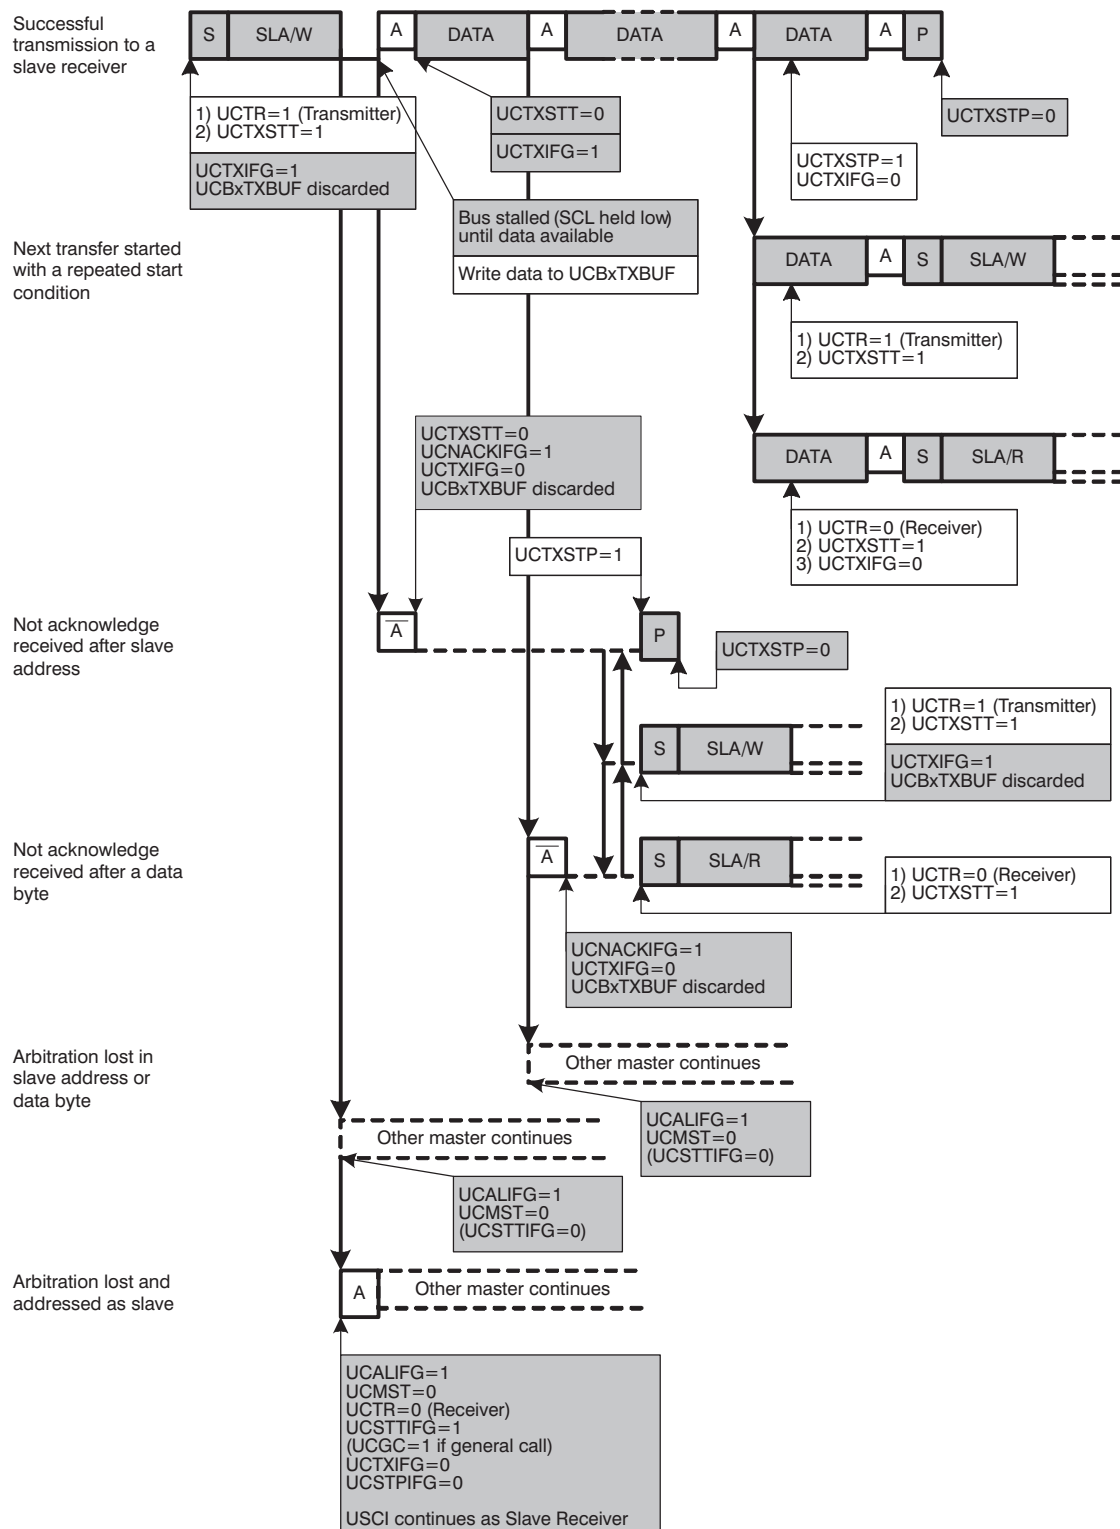 Successful
transmission to a
slave receiver
S SLA/W A DATA A DATA A DATA A P
1) UCTR=1 (Transmitter)
2) UCTXSTT=1
UCTXIFG=1
UCBxTXBUF discarded
UCTXSTT=0
UCTXIFG=1
UCTXSTP=0
UCTXSTP=1
UCTXIFG=0
Bus stalled (SCL held low)
until data available
Write data to UCBxTXBUF
Next transfer started
with a repeated start
condition
DATA A S SLA/W
1) UCTR=1 (Transmitter)
2) UCTXSTT=1
DATA A S SLA/R
1) UCTR=0 (Receiver)
2) UCTXSTT=1
3) UCTXIFG=0
UCTXSTT=0
UCNACKIFG=1
UCTXIFG=0
UCBxTXBUF discarded
UCTXSTP=1
Not acknowledge
received after slave
address
A̅
P
UCTXSTP=0
S SLA/W
1) UCTR=1 (Transmitter)
2) UCTXSTT=1
UCTXIFG=1
UCBxTXBUF discarded
Not acknowledge
received after a data
byte
A̅
S SLA/R
1) UCTR=0 (Receiver)
2) UCTXSTT=1
UCNACKIFG=1
UCTXIFG=0
UCBxTXBUF discarded
Arbitration lost in
slave address or
data byte
Other master continues
UCALIFG=1
UCMST=0
(UCSTTIFG=0)
Other master continues
UCALIFG=1
UCMST=0
(UCSTTIFG=0)
Arbitration lost and
addressed as slave
A Other master continues
UCALIFG=1
UCMST=0
UCTR=0 (Receiver)
UCSTTIFG=1
(UCGC=1 if general call)
UCTXIFG=0
UCSTPIFG=0
USCI continues as Slave Receiver